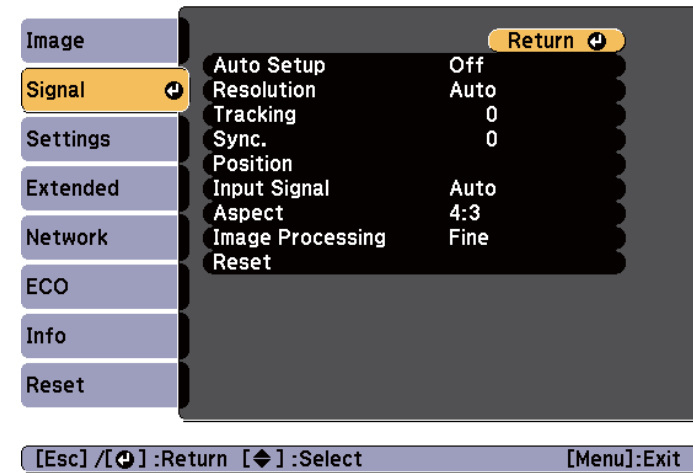 Image
Signal
Settings
Extended
Network
ECO
Info
Reset
Return
Auto Setup Off
Resolution Auto
Tracking 0
Sync. 0
Position
Input Signal Auto
Aspect 4:3
Image Processing Fine
Reset
[Esc] /[ ] :Return [ ] :Select [Menu]:Exit